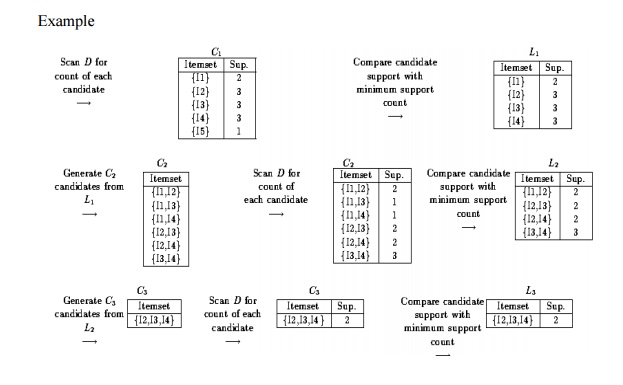 Example
Scan D for
count of each
candidate
⟶
C₁
Itemset Sup.
{I1} 2
{I2} 3
{I3} 3
{I4} 3
{I5} 1
Compare candidate
support with
minimum support
count
⟶
L₁
Itemset Sup.
{I1} 2
{I2} 3
{I3} 3
{I4} 3
Generate C₂
candidates from
L₁
⟶
C₂
Itemset
{I1,I2}
{I1,I3}
{I1,I4}
{I2,I3}
{I2,I4}
{I3,I4}
Scan D for
count of
each candidate
⟶
C₂
Itemset Sup.
{I1,I2} 2
{I1,I3} 1
{I1,I4} 1
{I2,I3} 2
{I2,I4} 2
{I3,I4} 3
Compare candidate
support with
minimum support
count
⟶
L₂
Itemset Sup.
{I1,I2} 2
{I2,I3} 2
{I2,I4} 2
{I3,I4} 3
Generate C₃
candidates from
L₂
⟶
C₃
Itemset
{I2,I3,I4}
Scan D for
count of each
candidate
⟶
C₃
Itemset Sup.
{I2,I3,I4} 2
Compare candidate
support with
minimum support
count
⟶
L₃
Itemset Sup.
{I2,I3,I4} 2